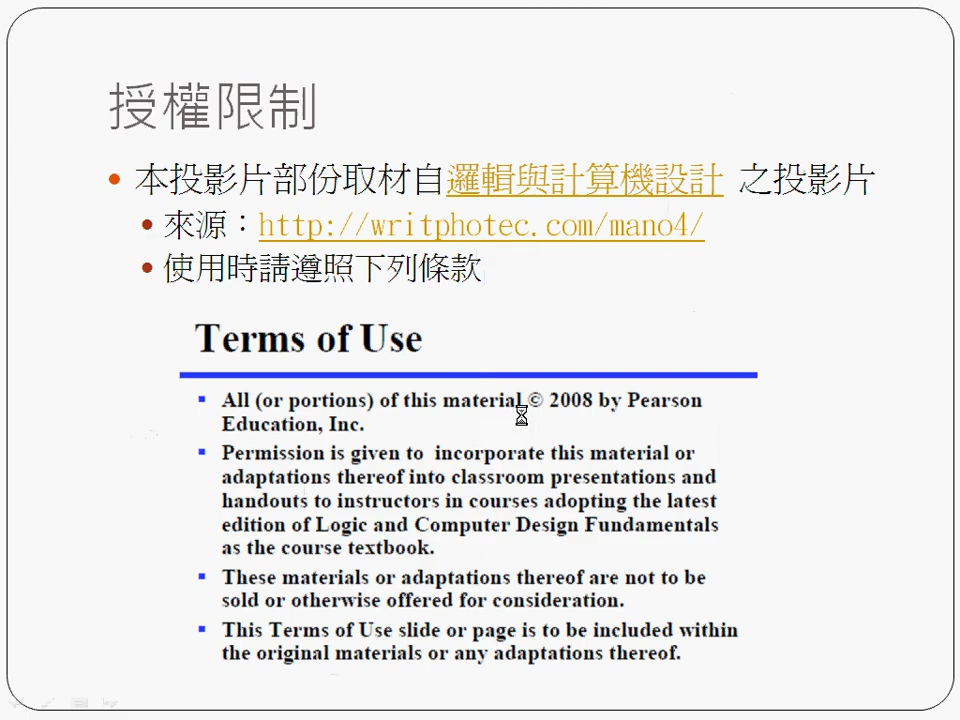 授權限制
本投影片部份取材自邏輯與計算機設計 之投影片
來源：http://writphotec.com/mano4/
使用時請遵照下列條款
Terms of Use
All (or portions) of this material © 2008 by Pearson
Education, Inc.
Permission is given to incorporate this material or
adaptations thereof into classroom presentations and
handouts to instructors in courses adopting the latest
edition of Logic and Computer Design Fundamentals
as the course textbook.
These materials or adaptations thereof are not to be
sold or otherwise offered for consideration.
This Terms of Use slide or page is to be included within
the original materials or any adaptations thereof.